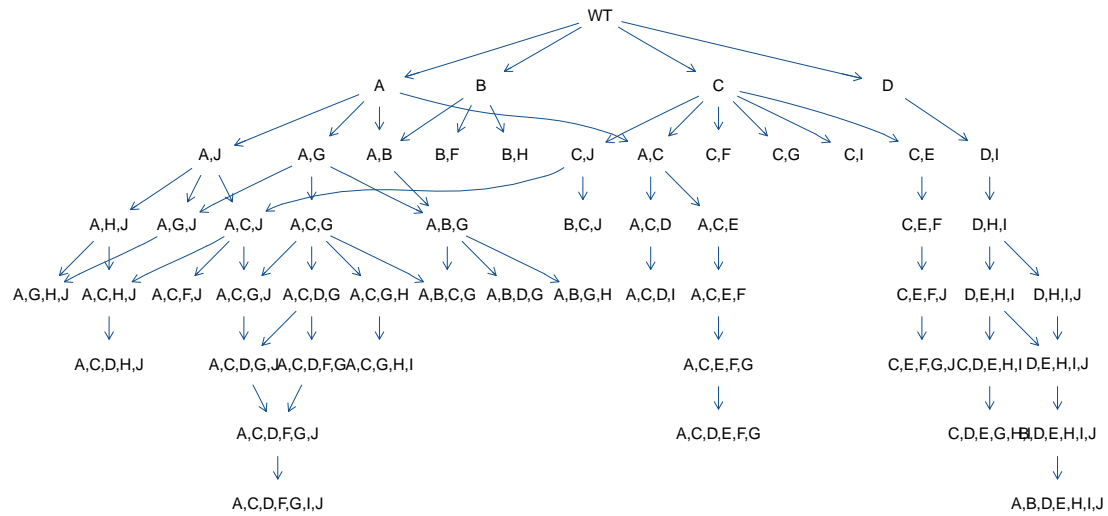 WT
A B C D
A,J A,G A,B B,F B,H C,J A,C C,F C,G C,I C,E D,I
A,H,J A,G,J A,C,J A,C,G A,B,G B,C,J A,C,D A,C,E C,E,F D,H,I
A,G,H,J A,C,H,J A,C,F,J A,C,G,J A,C,D,G A,C,G,H A,B,C,G A,B,D,G A,B,G,H A,C,D,I A,C,E,F C,E,F,J D,E,H,I D,H,I,J
A,C,D,H,J A,C,D,G,J A,C,D,F,G A,C,G,H,I A,C,E,F,G C,E,F,G,J C,D,E,H,I D,E,H,I,J
A,C,D,F,G,J A,C,D,E,F,G C,D,E,G,H,I B,D,E,H,I,J
A,C,D,F,G,I,J A,B,D,E,H,I,J